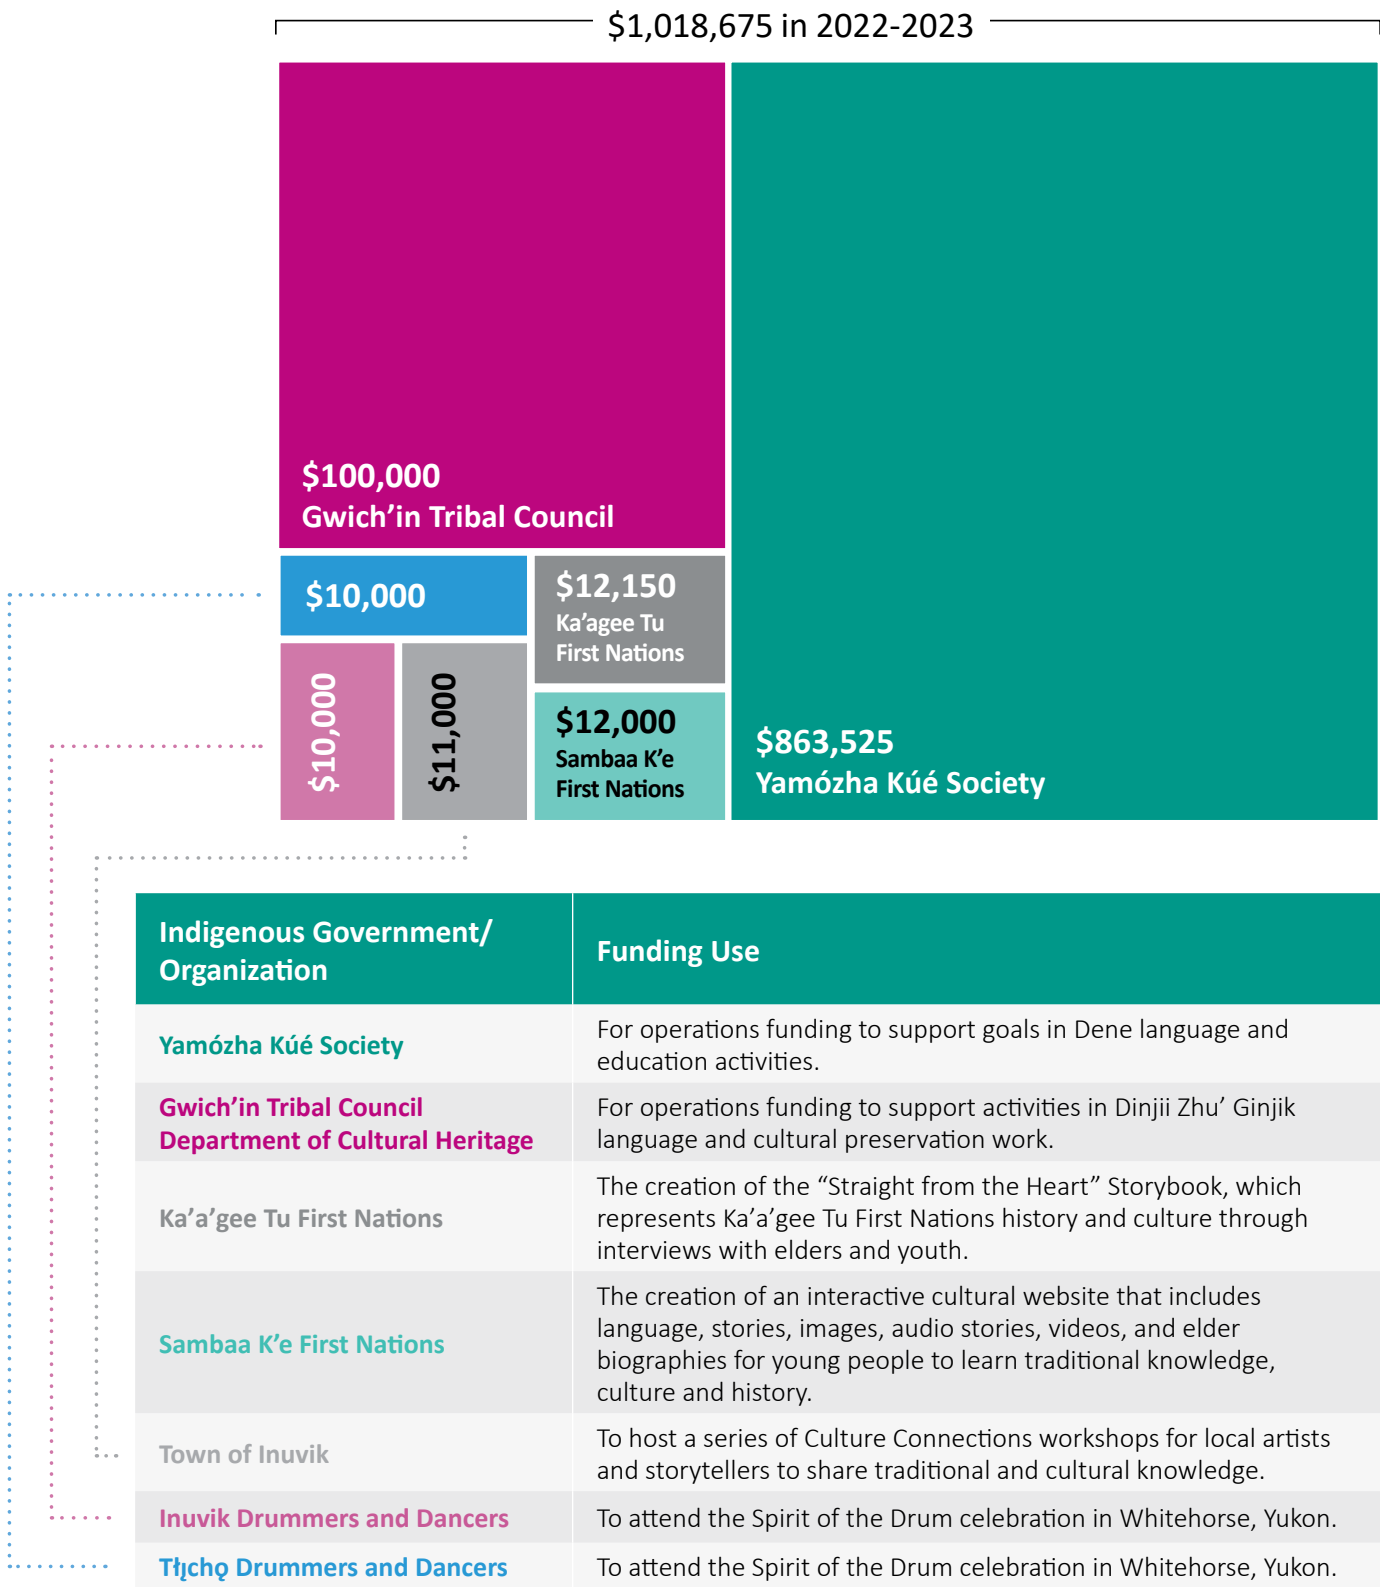 $1,018,675 in 2022-2023
$100,000
Gwich’in Tribal Council
$10,000
$12,150
Ka’agee Tu
First Nations
$10,000
$11,000
$12,000
Sambaa K’e
First Nations
$863,525
Yamózha Kúé Society
Indigenous Government/
Organization
Funding Use
Yamózha Kúé Society
For operations funding to support goals in Dene language and
education activities.
Gwich’in Tribal Council
Department of Cultural Heritage
For operations funding to support activities in Dinjii Zhu’ Ginjik
language and cultural preservation work.
Ka’a’gee Tu First Nations
The creation of the “Straight from the Heart” Storybook, which
represents Ka’a’gee Tu First Nations history and culture through
interviews with elders and youth.
Sambaa K’e First Nations
The creation of an interactive cultural website that includes
language, stories, images, audio stories, videos, and elder
biographies for young people to learn traditional knowledge,
culture and history.
Town of Inuvik
To host a series of Culture Connections workshops for local artists
and storytellers to share traditional and cultural knowledge.
Inuvik Drummers and Dancers
To attend the Spirit of the Drum celebration in Whitehorse, Yukon.
Tłı̨chǫ Drummers and Dancers
To attend the Spirit of the Drum celebration in Whitehorse, Yukon.